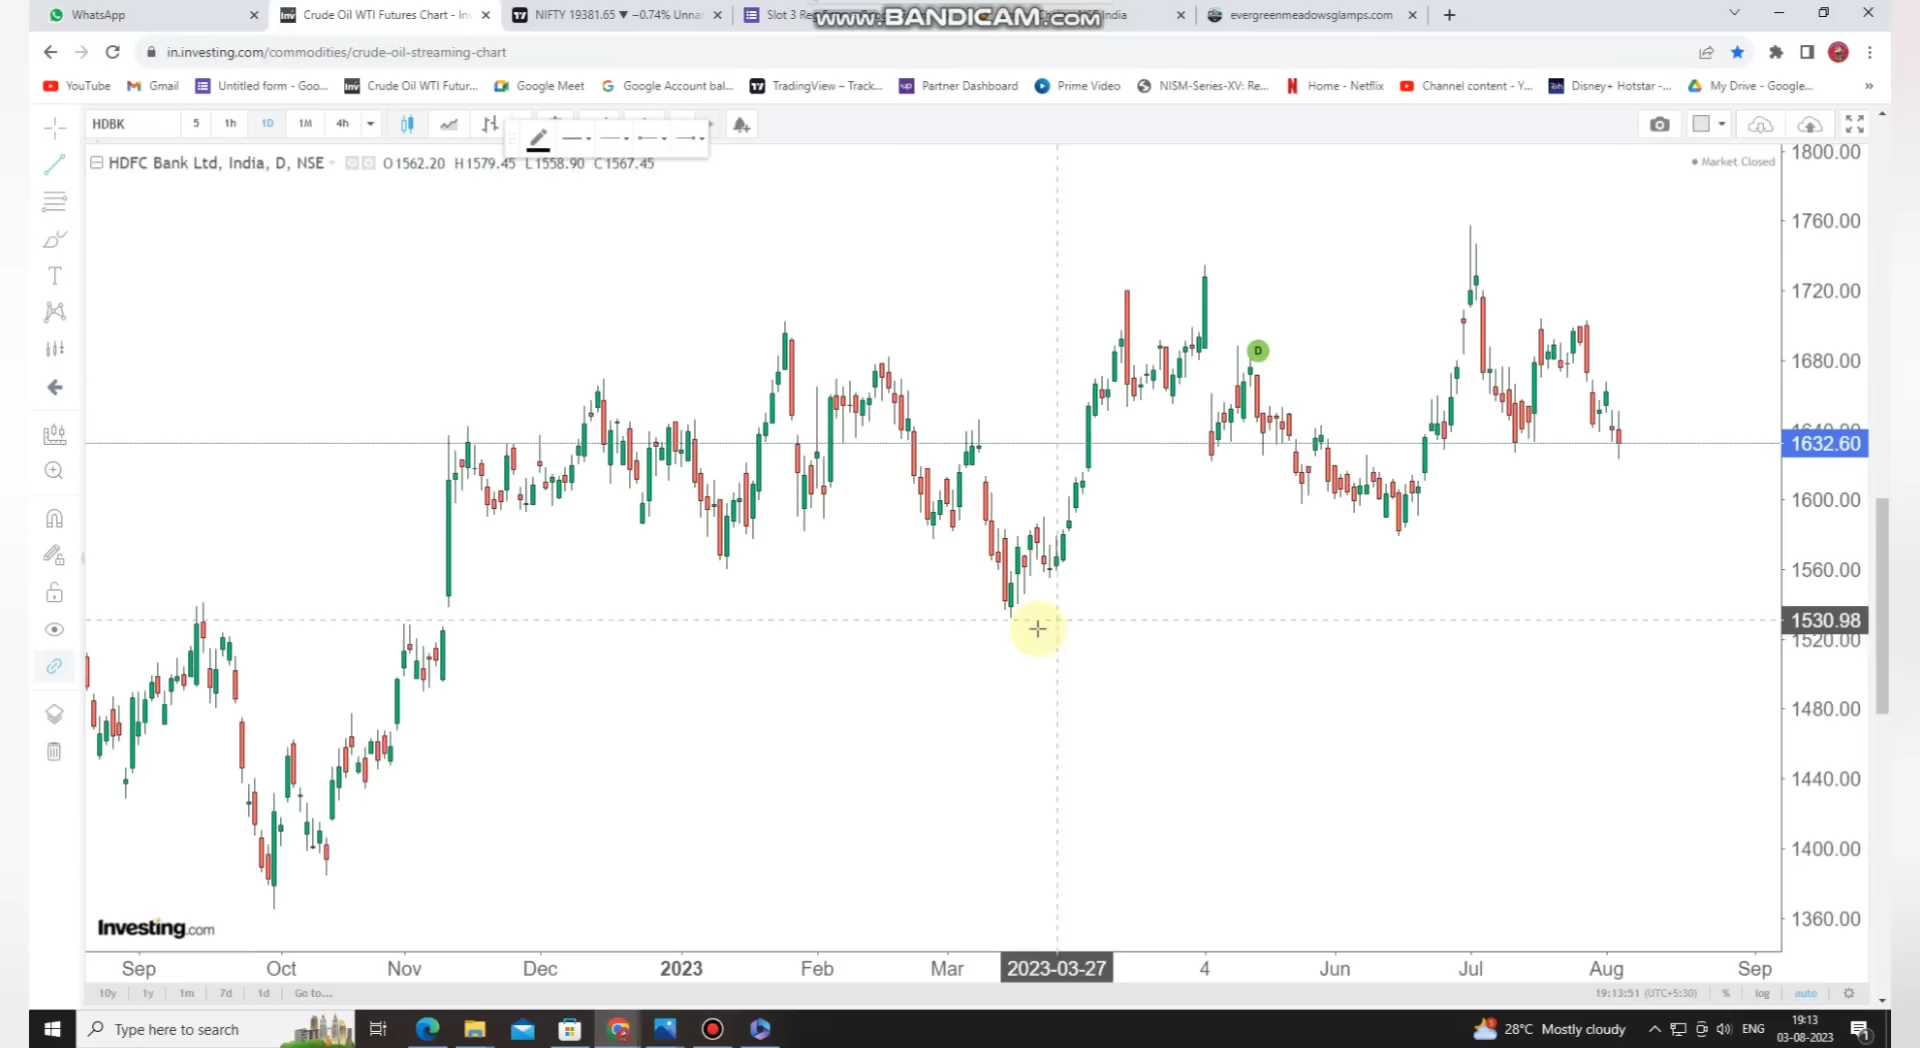 WhatsApp
Crude Oil WTI Futures Chart - In
NIFTY 19381.65 ▼ −0.74% Unna
Slot 3 Reg
www.BANDICAM.com
India
evergreenmeadowsglamps.com
in.investing.com/commodities/crude-oil-streaming-chart
YouTube
Gmail
Untitled form - Goo...
Crude Oil WTI Futur...
Google Meet
Google Account bal...
TradingView – Track...
Partner Dashboard
Prime Video
NISM-Series-XV: Re...
Home - Netflix
Channel content - Y...
Disney+ Hotstar -...
My Drive - Google...
HDBK
5
1h
1D
1M
4h
HDFC Bank Ltd, India, D, NSE
O1562.20 H1579.45 L1558.90 C1567.45
Market Closed
1800.00
1760.00
1720.00
1680.00
D
1632.60
1600.00
1560.00
1530.98
1520.00
1480.00
1440.00
1400.00
1360.00
Investing.com
Sep
Oct
Nov
Dec
2023
Feb
Mar
2023-03-27
4
Jun
Jul
Aug
Sep
10y
1y
1m
7d
1d
Go to...
19:13:51 (UTC+5:30)
%
log
auto
Type here to search
28°C Mostly cloudy
ENG
19:13
03-08-2023
1